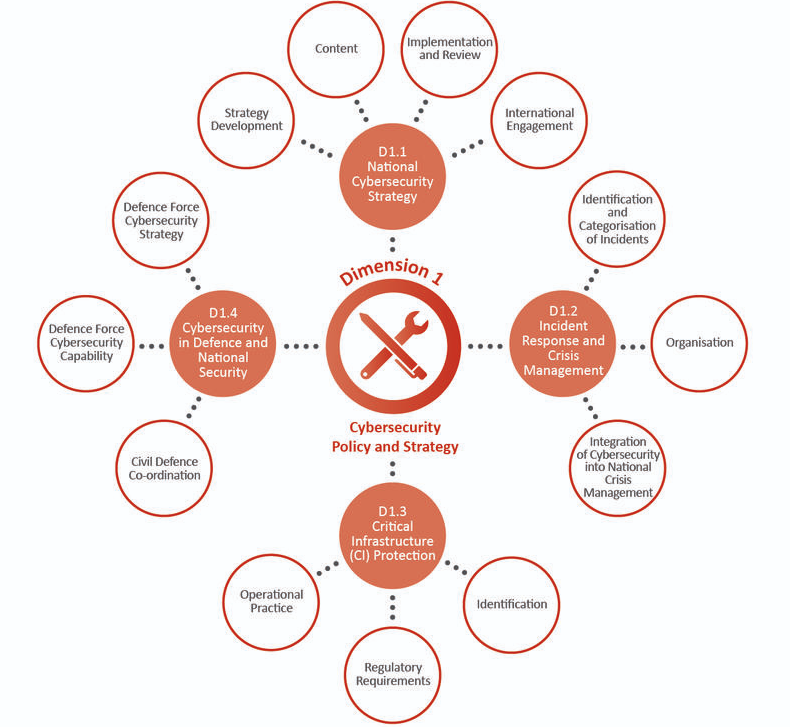 Content
Implementation
and Review
Strategy
Development
International
Engagement
D1.1
National
Cybersecurity
Strategy
Defence Force
Cybersecurity
Strategy
Identification
and
Categorisation
of Incidents
Dimension 1
D1.4
Cybersecurity
in Defence and
National
Security
D1.2
Incident
Response and
Crisis
Management
Defence Force
Cybersecurity
Capability
Organisation
Cybersecurity
Policy and Strategy
Civil Defence
Co-ordination
Integration
of Cybersecurity
into National
Crisis
Management
D1.3
Critical
Infrastructure
(CI) Protection
Operational
Practice
Identification
Regulatory
Requirements